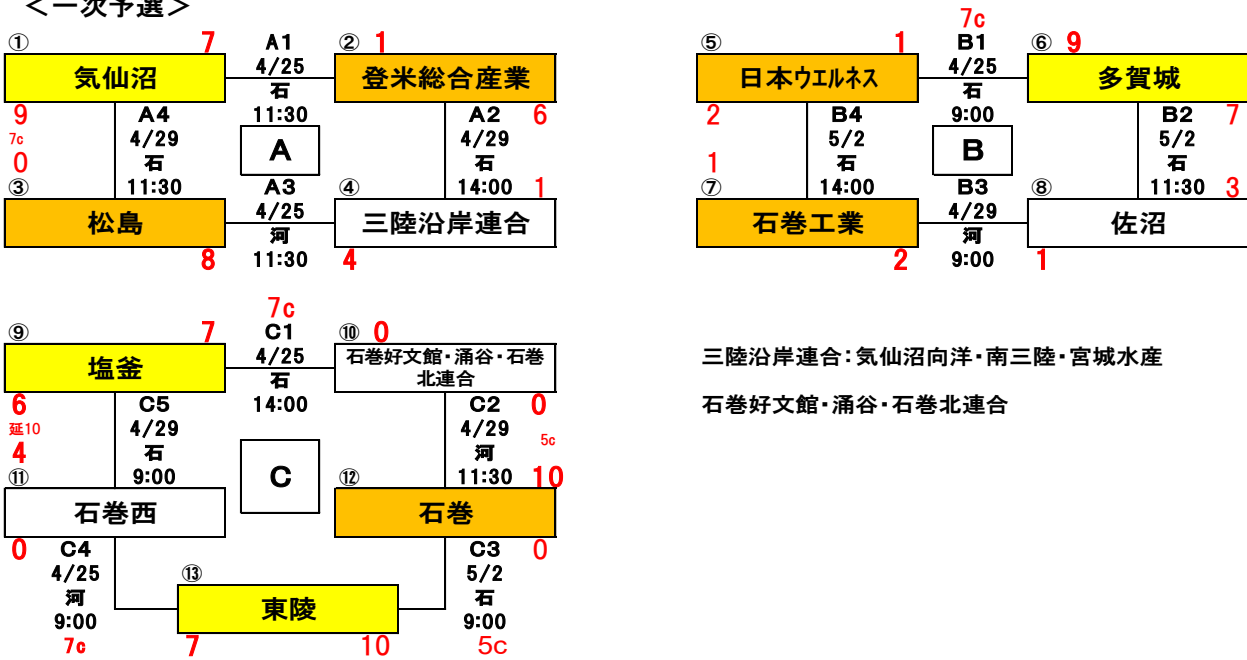 <一次予選>
① 7 A1 ② 1
気仙沼 4/25 登米総合産業
石
9 A4 11:30 A2 6
7c 4/29 A 4/29
0 石 石
③ 11:30 A3 ④ 14:00 1
松島 4/25 三陸沿岸連合
河
8 11:30 4
7c
⑤ 1 B1 ⑥ 9
日本ウエルネス 4/25 多賀城
石
2 B4 9:00 B2 7
5/2 B 5/2
1 石 石
⑦ 14:00 B3 ⑧ 11:30 3
石巻工業 4/29 佐沼
河
2 9:00 1
7c
⑨ 7 C1 ⑩ 0
塩釜 4/25 石巻好文館・涌谷・石巻
石 北連合
6 C5 14:00 C2 0
延10 4/29 4/29 5c
4 石 C 河
⑪ 9:00 ⑫ 11:30 10
石巻西 石巻
0 C4 C3 0
4/25 ⑬ 5/2
河 東陵 石
9:00 9:00
7c 7 10 5c
三陸沿岸連合：気仙沼向洋・南三陸・宮城水産
石巻好文館・涌谷・石巻北連合